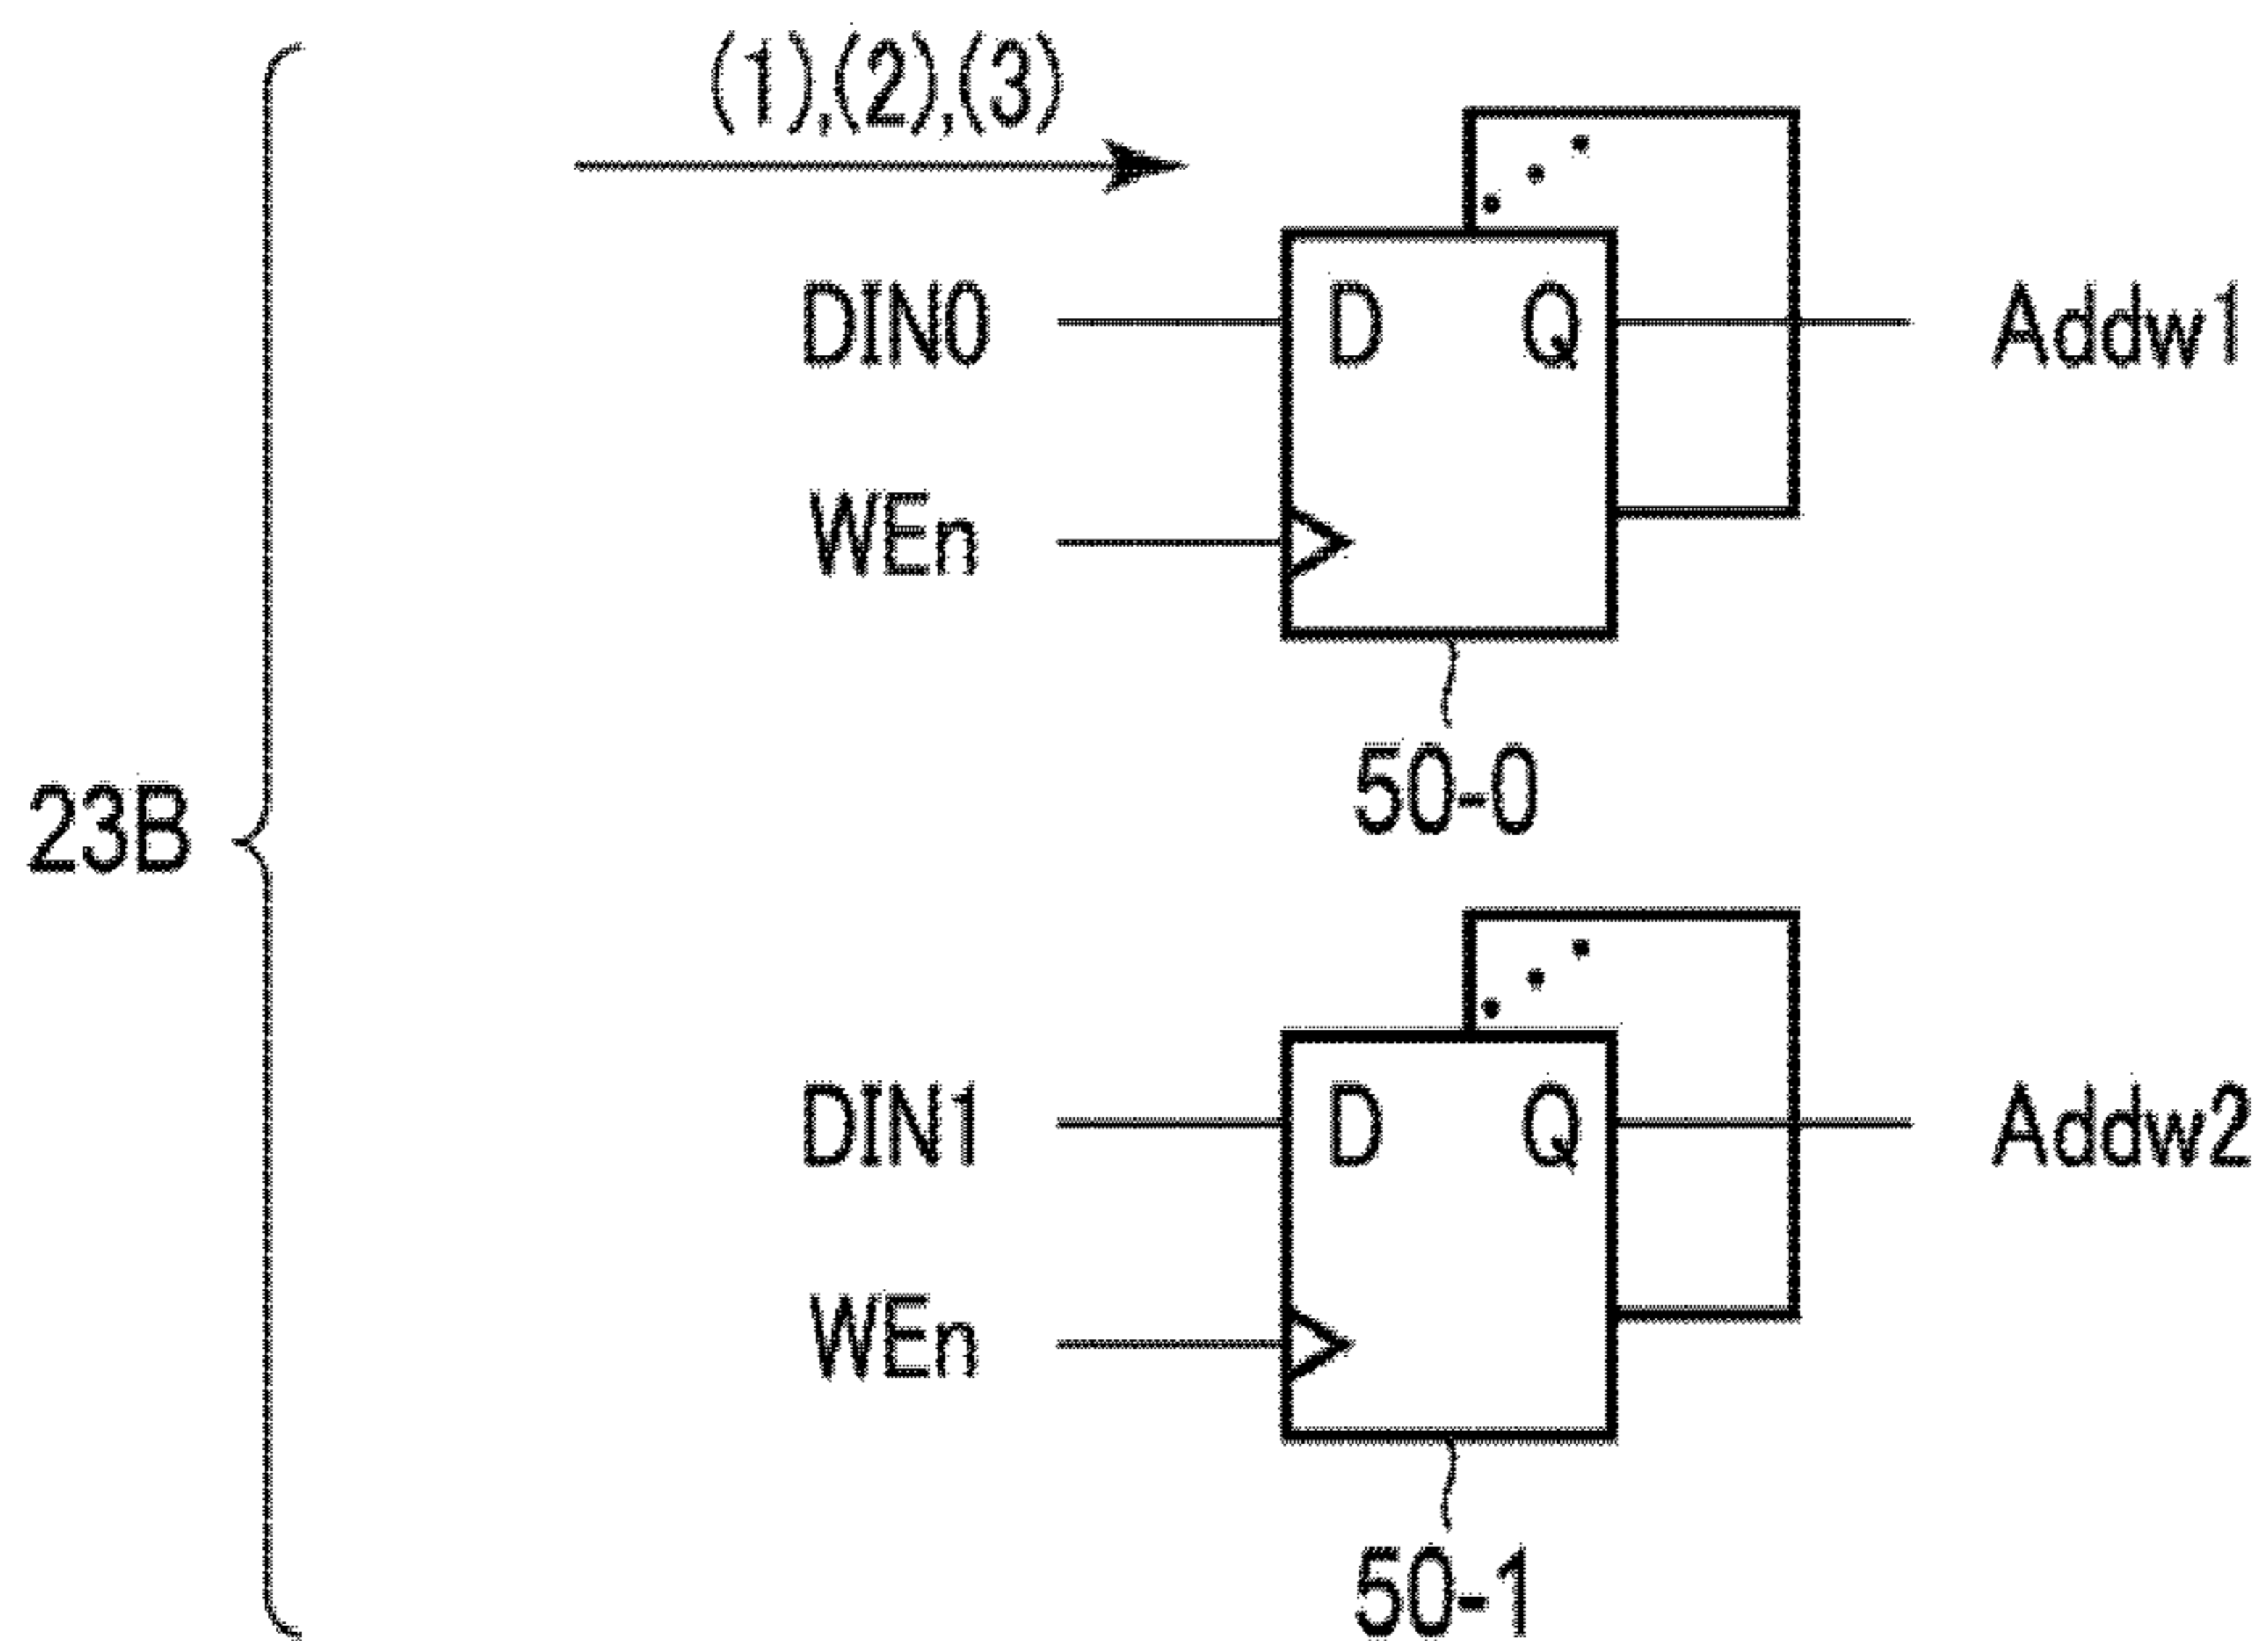 (1),(2),(3)
DIN0 D Q Addw1
WEn
50-0
23B
DIN1 D Q Addw2
WEn
50-1